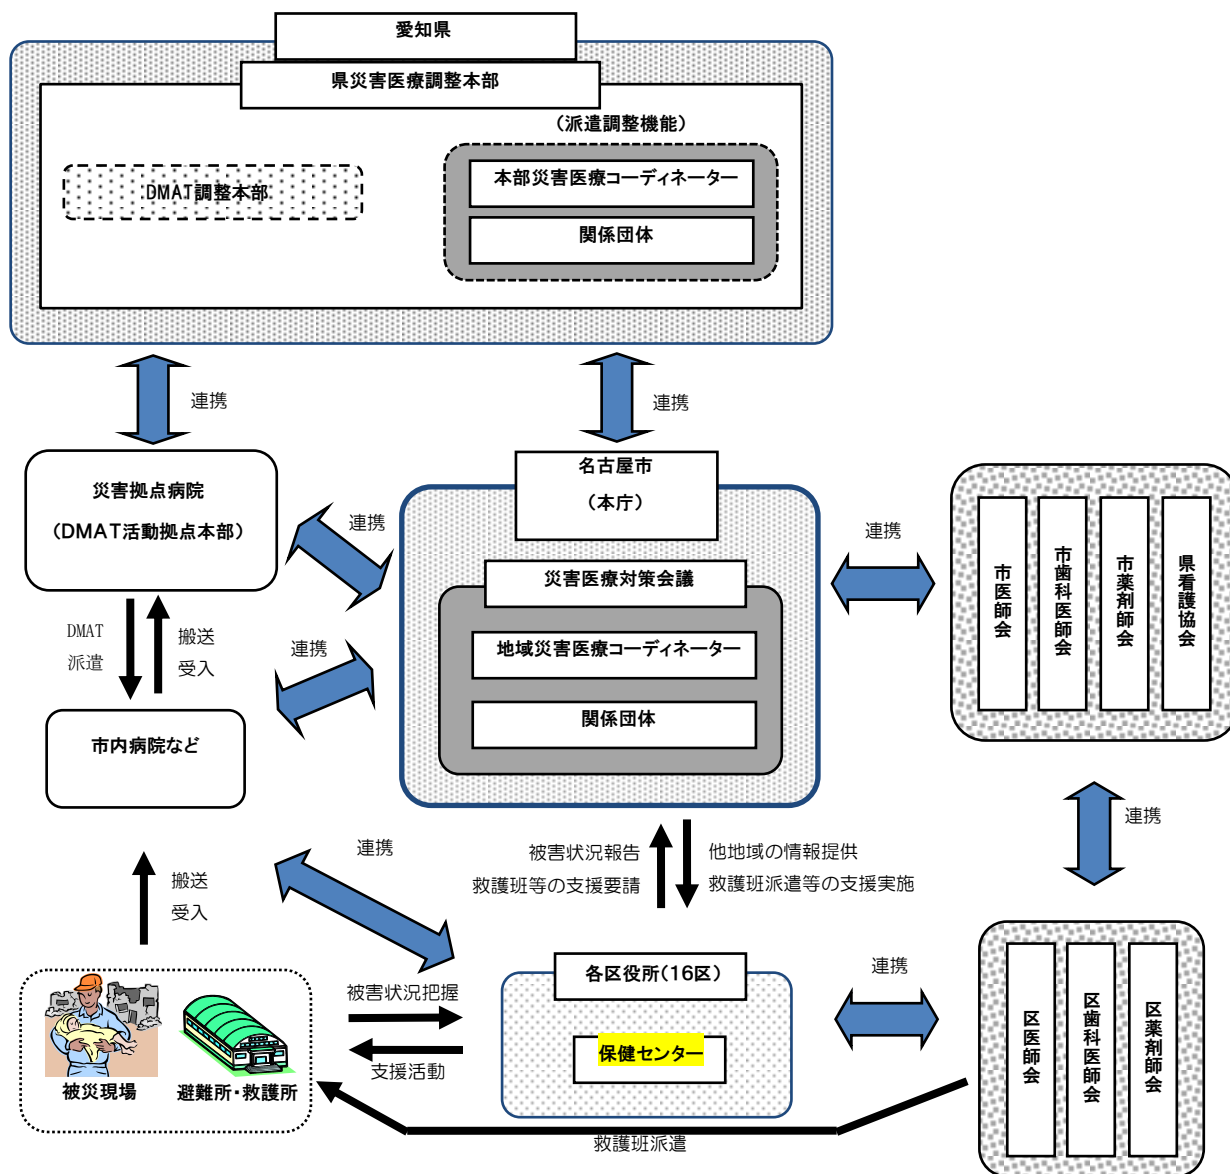 愛知県
県災害医療調整本部
（派遣調整機能）
DMAT調整本部
本部災害医療コーディネーター
関係団体
連携
連携
災害拠点病院
（DMAT活動拠点本部）
連携
名古屋市
（本庁）
災害医療対策会議
地域災害医療コーディネーター
関係団体
連携
市医師会
市歯科医師会
市薬剤師会
県看護協会
DMAT
派遣
搬送
受入
連携
市内病院など
連携
被害状況報告
救護班等の支援要請
他地域の情報提供
救護班派遣等の支援実施
連携
搬送
受入
各区役所（16区）
保健センター
連携
区医師会
区歯科医師会
区薬剤師会
被害状況把握
支援活動
被災現場
避難所・救護所
救護班派遣